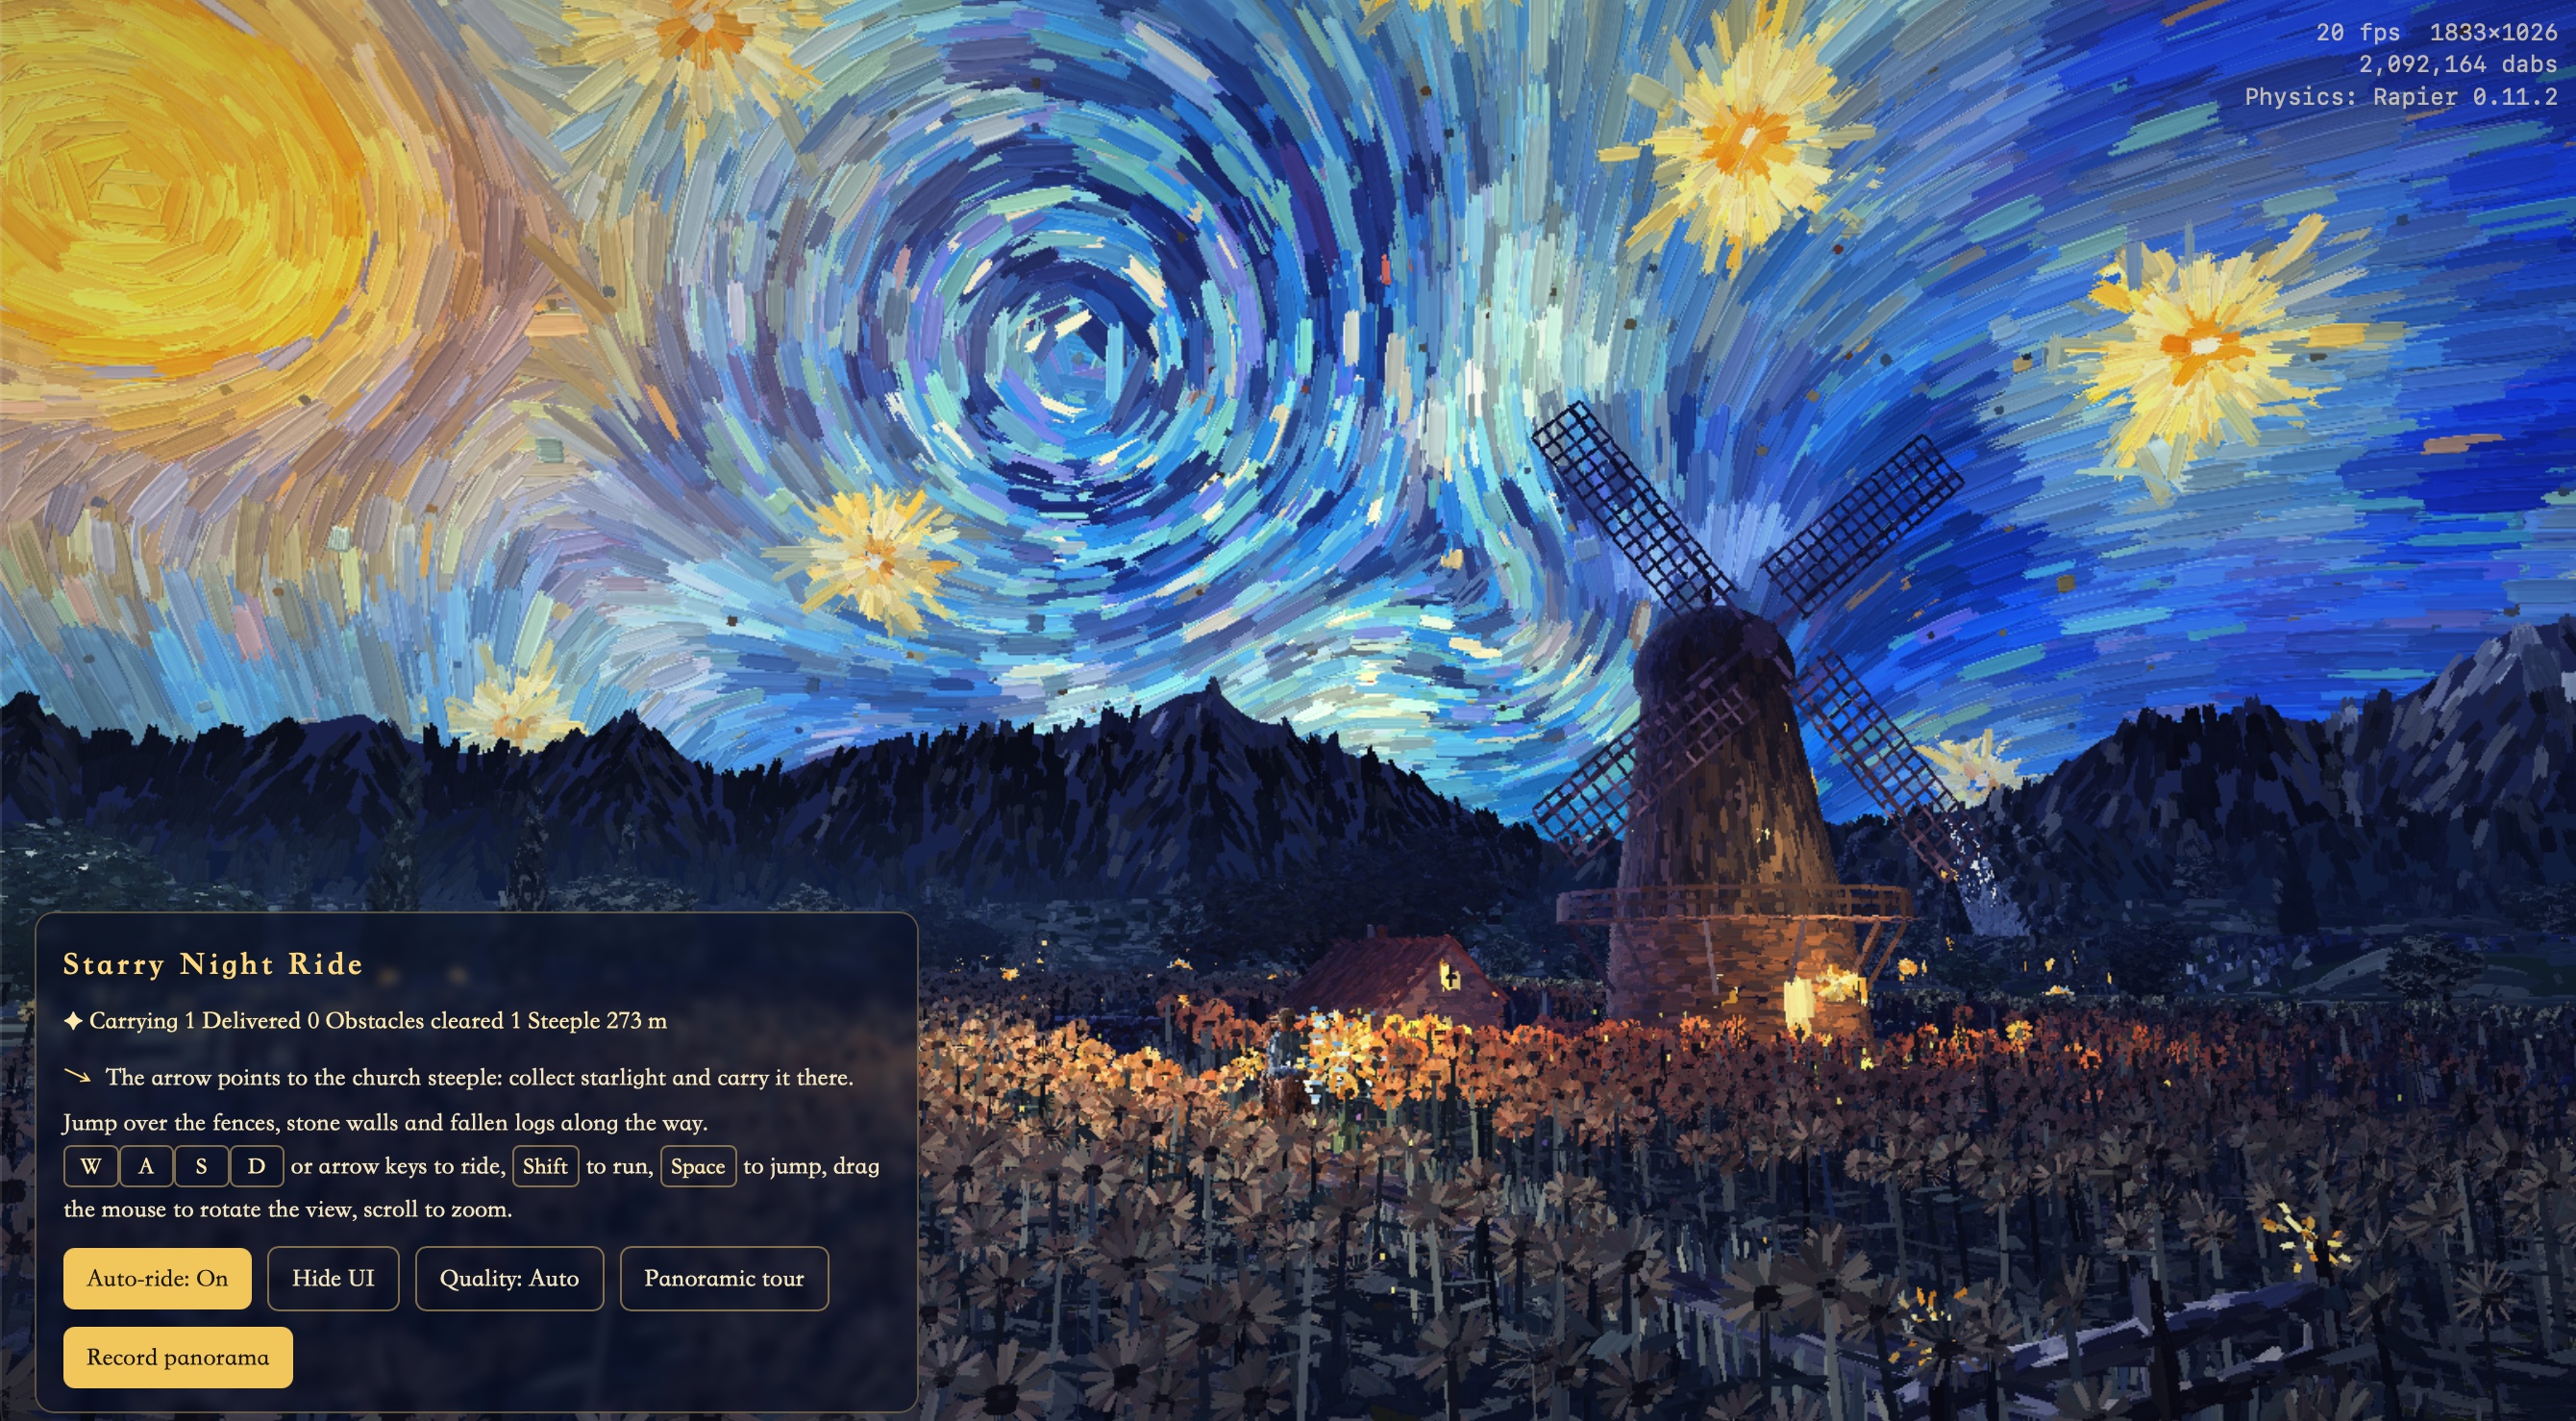 20 fps 1833×1026
2,092,164 dabs
Physics: Rapier 0.11.2
Starry Night Ride
✦ Carrying 1 Delivered 0 Obstacles cleared 1 Steeple 273 m
The arrow points to the church steeple: collect starlight and carry it there.
Jump over the fences, stone walls and fallen logs along the way.
W A S D or arrow keys to ride, Shift to run, Space to jump, drag
the mouse to rotate the view, scroll to zoom.
Auto-ride: On Hide UI Quality: Auto Panoramic tour
Record panorama